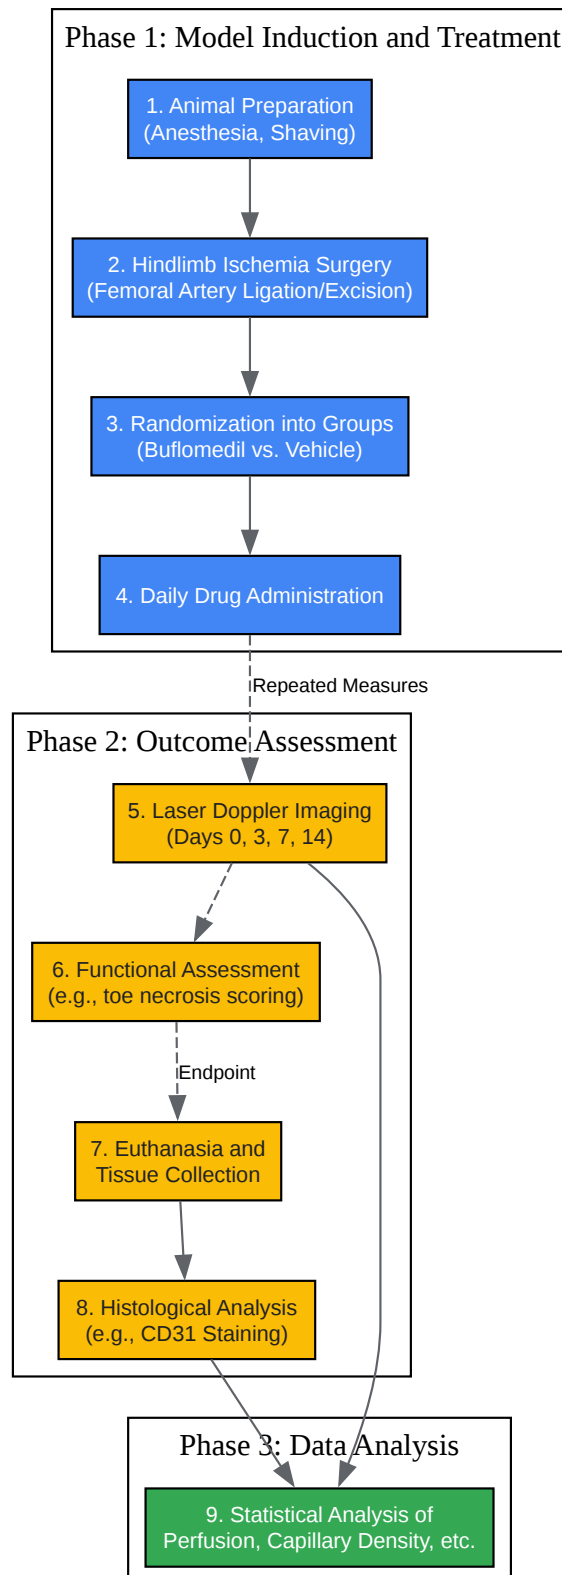 Phase 1: Model Induction and Treatment
1. Animal Preparation
(Anesthesia, Shaving)
2. Hindlimb Ischemia Surgery
(Femoral Artery Ligation/Excision)
3. Randomization into Groups
(Buflomedil vs. Vehicle)
4. Daily Drug Administration
Repeated Measures
Phase 2: Outcome Assessment
5. Laser Doppler Imaging
(Days 0, 3, 7, 14)
6. Functional Assessment
(e.g., toe necrosis scoring)
Endpoint
7. Euthanasia and
Tissue Collection
8. Histological Analysis
(e.g., CD31 Staining)
Phase 3: Data Analysis
9. Statistical Analysis of
Perfusion, Capillary Density, etc.